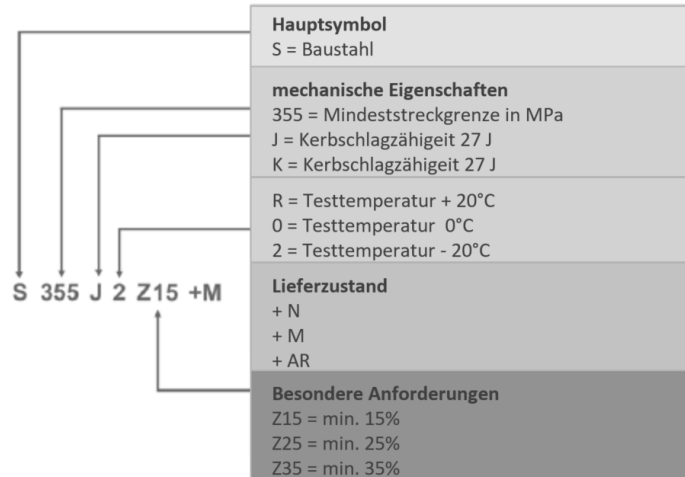 Hauptsymbol
S = Baustahl
mechanische Eigenschaften
355 = Mindeststreckgrenze in MPa
J = Kerbschlagzähigeit 27 J
K = Kerbschlagzähigeit 27 J
R = Testtemperatur + 20°C
0 = Testtemperatur 0°C
2 = Testtemperatur - 20°C
S 355 J 2 Z15 +M
Lieferzustand
+ N
+ M
+ AR
Besondere Anforderungen
Z15 = min. 15%
Z25 = min. 25%
Z35 = min. 35%